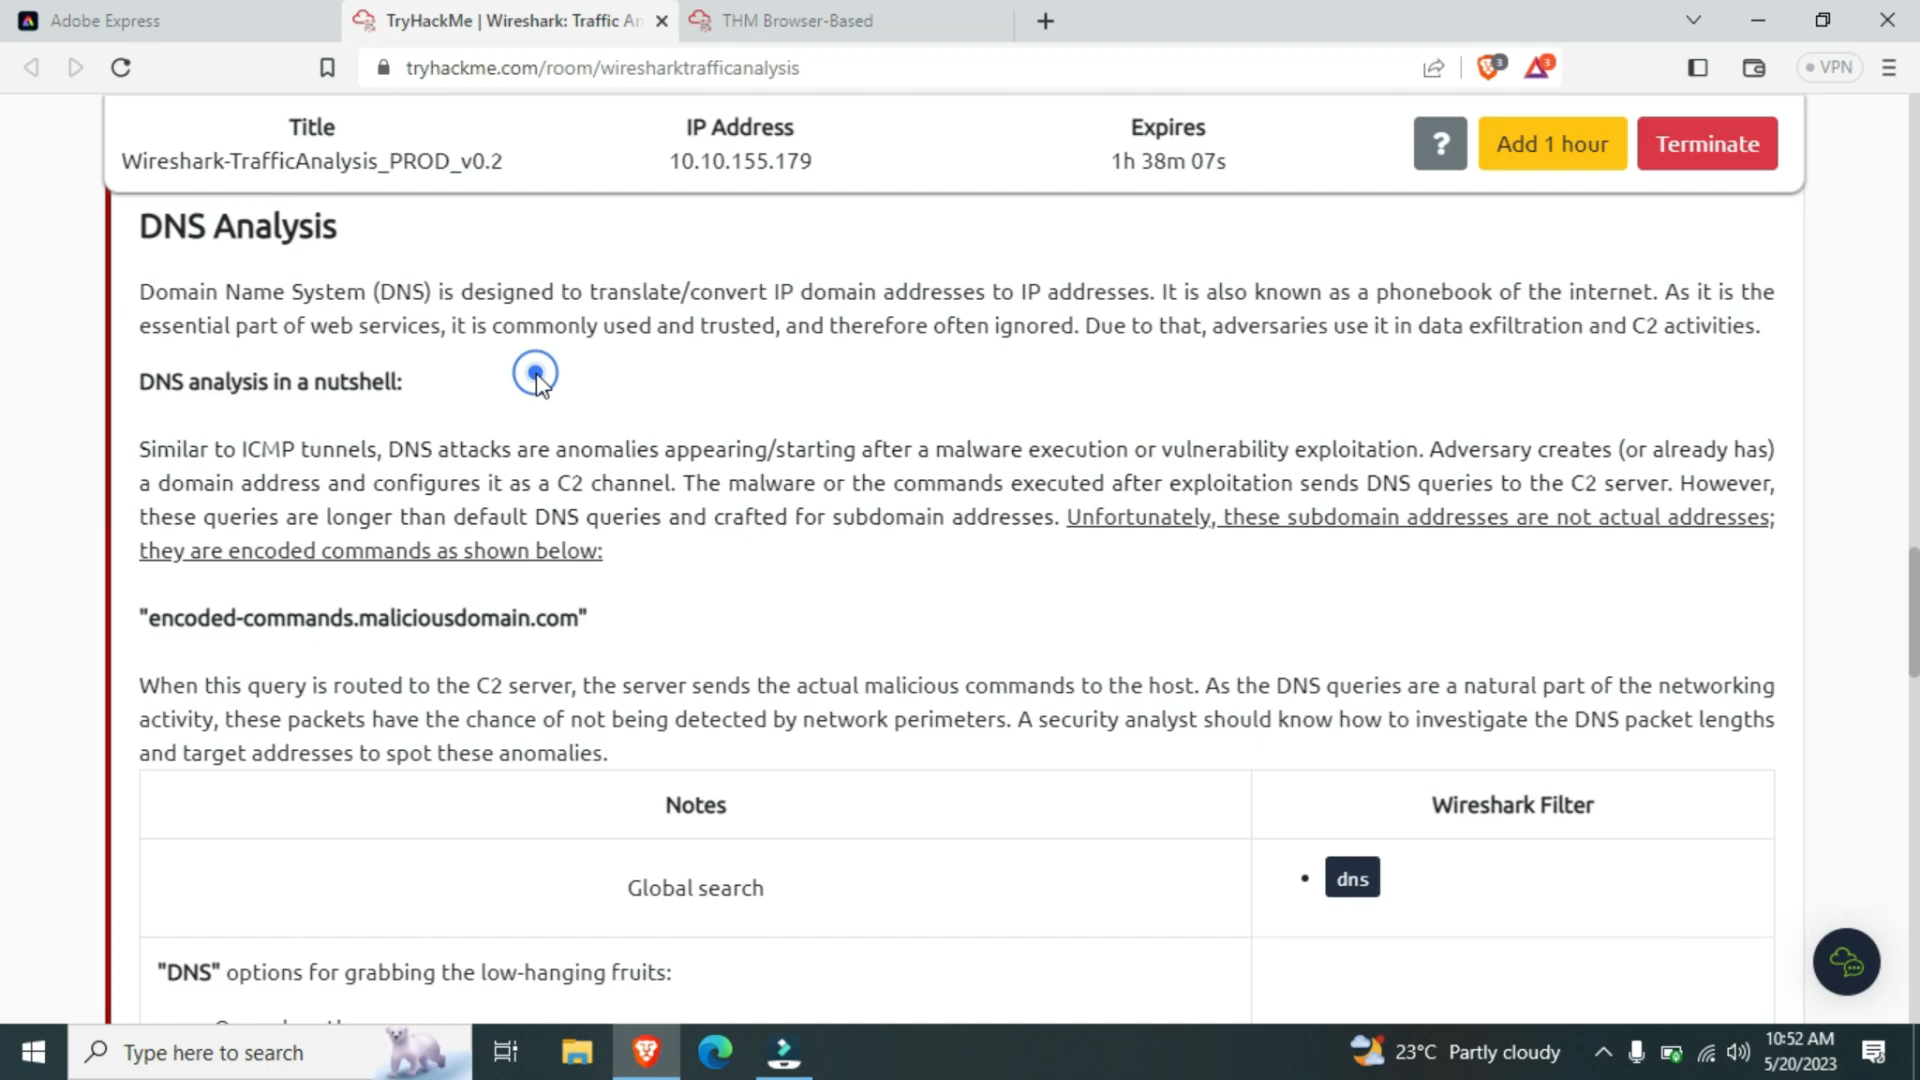 Adobe Express
TryHackMe | Wireshark: Traffic An
THM Browser-Based
tryhackme.com/room/wiresharktrafficanalysis
3
3
VPN
Title
IP Address
Expires
Wireshark-TrafficAnalysis_PROD_v0.2
10.10.155.179
1h 38m 07s
?
Add 1 hour
Terminate
DNS Analysis
Domain Name System (DNS) is designed to translate/convert IP domain addresses to IP addresses. It is also known as a phonebook of the internet. As it is the
essential part of web services, it is commonly used and trusted, and therefore often ignored. Due to that, adversaries use it in data exfiltration and C2 activities.
DNS analysis in a nutshell:
Similar to ICMP tunnels, DNS attacks are anomalies appearing/starting after a malware execution or vulnerability exploitation. Adversary creates (or already has)
a domain address and configures it as a C2 channel. The malware or the commands executed after exploitation sends DNS queries to the C2 server. However,
these queries are longer than default DNS queries and crafted for subdomain addresses. Unfortunately, these subdomain addresses are not actual addresses;
they are encoded commands as shown below:
"encoded-commands.maliciousdomain.com"
When this query is routed to the C2 server, the server sends the actual malicious commands to the host. As the DNS queries are a natural part of the networking
activity, these packets have the chance of not being detected by network perimeters. A security analyst should know how to investigate the DNS packet lengths
and target addresses to spot these anomalies.
Notes
Wireshark Filter
Global search
• dns
"DNS" options for grabbing the low-hanging fruits:
Type here to search
23°C Partly cloudy
10:52 AM
5/20/2023